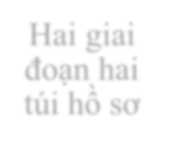 Hai giai
đoạn hai
túi hồ sơ